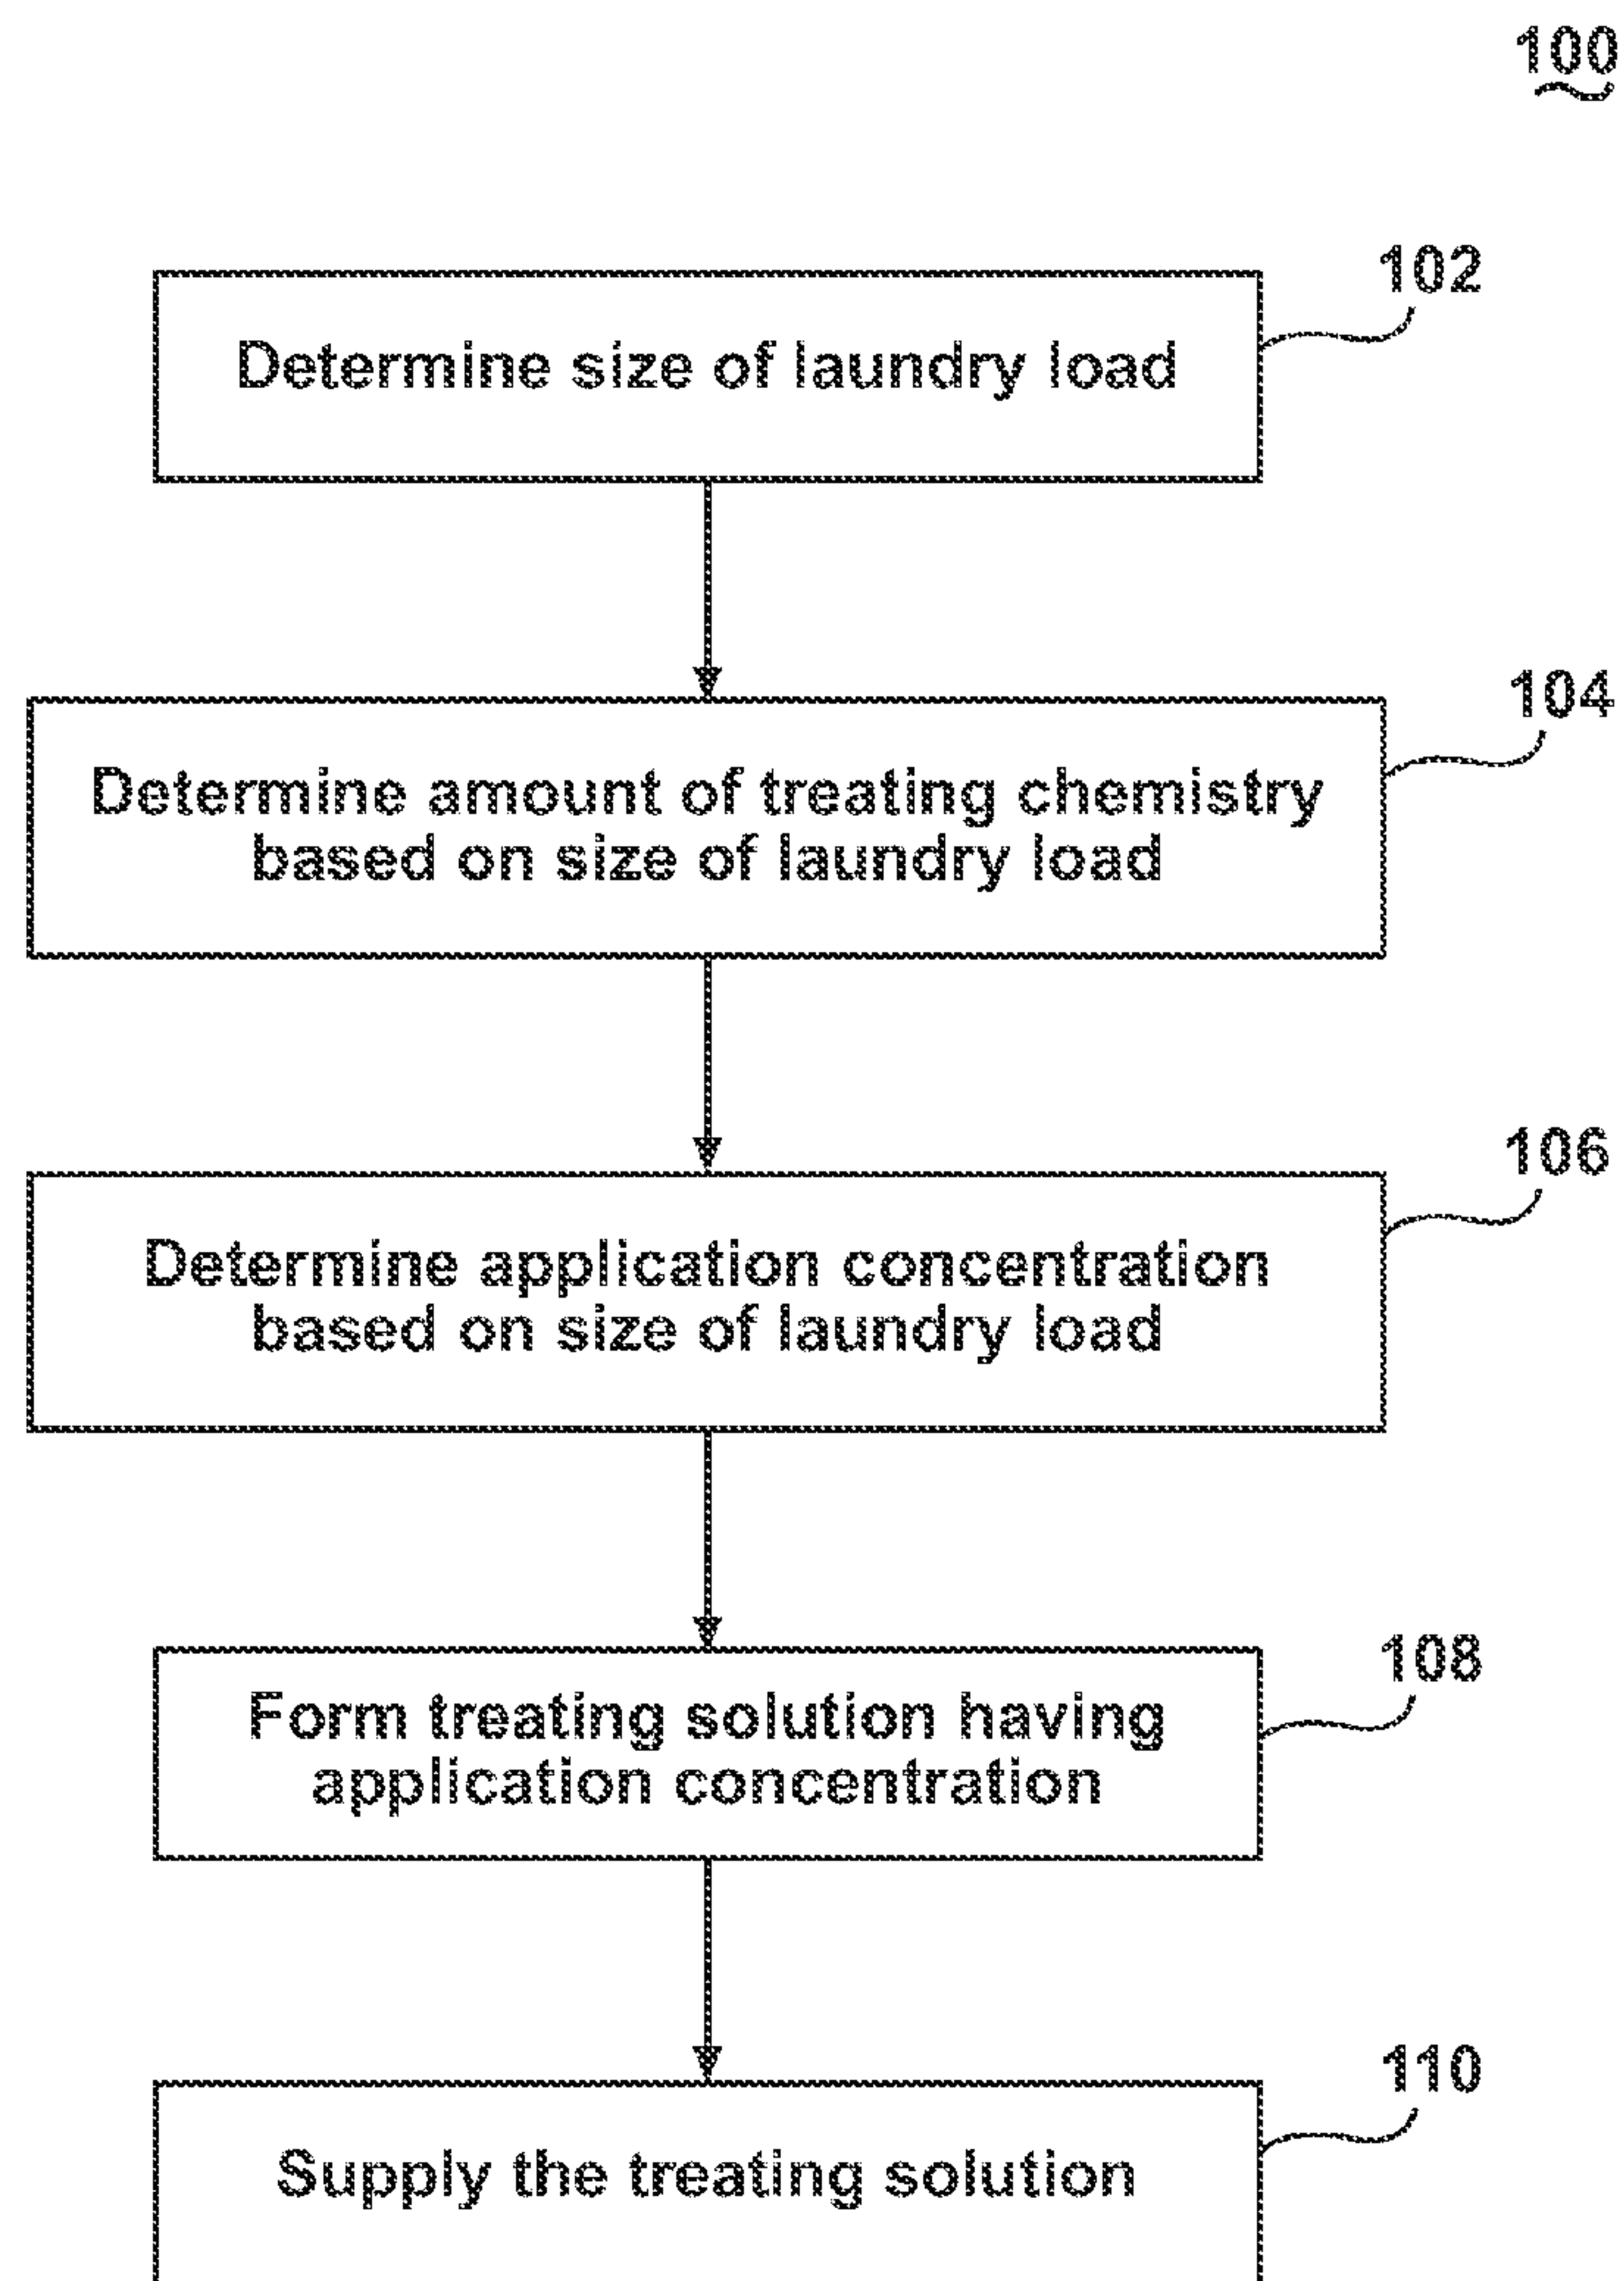 100
102
Determine size of laundry load
104
Determine amount of treating chemistry
based on size of laundry load
106
Determine application concentration
based on size of laundry load
108
Form treating solution having
application concentration
110
Supply the treating solution